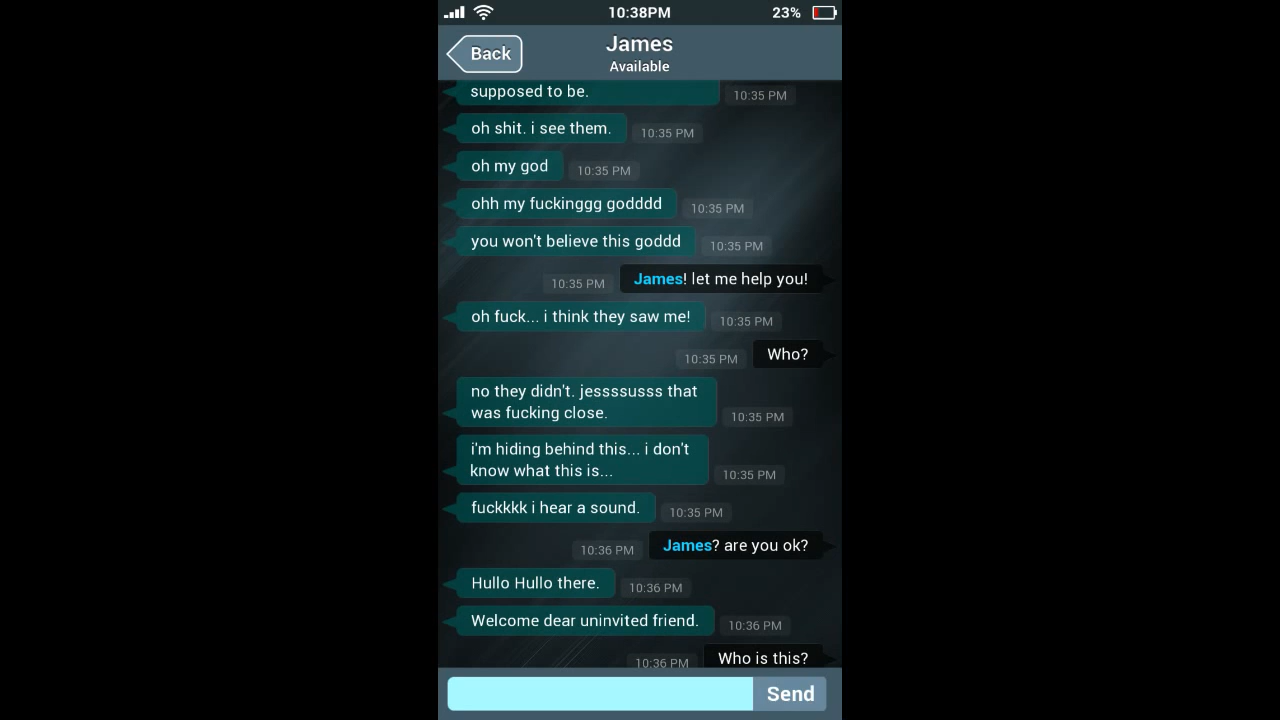 10:38PM
23%
Back
James
Available
supposed to be.
10:35 PM
oh shit. i see them.
10:35 PM
oh my god
10:35 PM
ohh my fuckinggg godddd
10:35 PM
you won't believe this goddd
10:35 PM
10:35 PM
James! let me help you!
oh fuck... i think they saw me!
10:35 PM
10:35 PM
Who?
no they didn't. jessssusss that
was fucking close.
10:35 PM
i'm hiding behind this... i don't
know what this is...
10:35 PM
fuckkkk i hear a sound.
10:35 PM
10:36 PM
James? are you ok?
Hullo Hullo there.
10:36 PM
Welcome dear uninvited friend.
10:36 PM
10:36 PM
Who is this?
Send